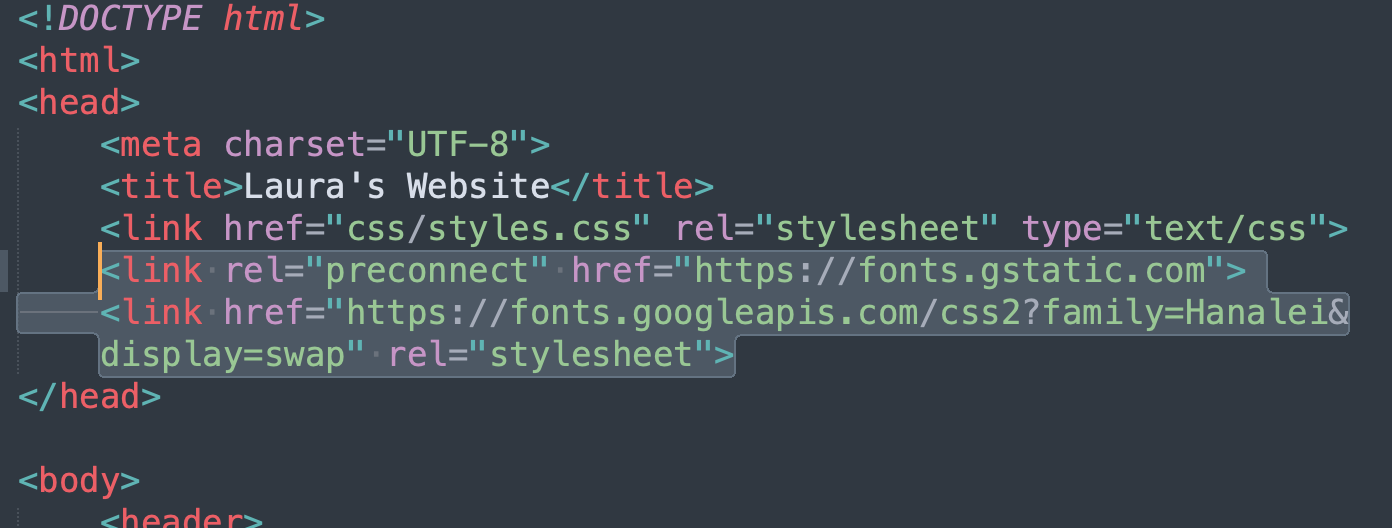 <!DOCTYPE html>
<html>
<head>
<meta charset="UTF-8">
<title>Laura's Website</title>
<link href="css/styles.css" rel="stylesheet" type="text/css">
<link rel="preconnect" href="https://fonts.gstatic.com">
<link href="https://fonts.googleapis.com/css2?family=Hanalei&
display=swap" rel="stylesheet">
</head>
<body>
<header>